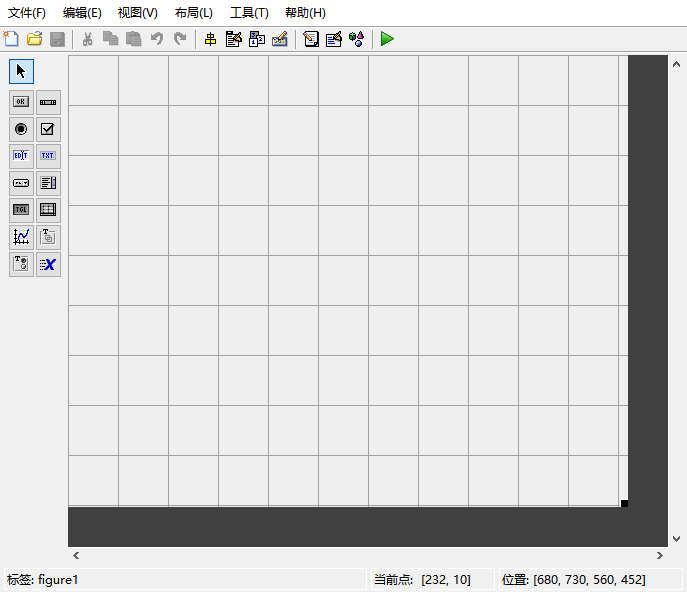 文件(F) 编辑(E) 视图(V) 布局(L) 工具(T) 帮助(H)
OK
EDIT TXT
TGL
标签: figure1 当前点: [232, 10] 位置: [680, 730, 560, 452]